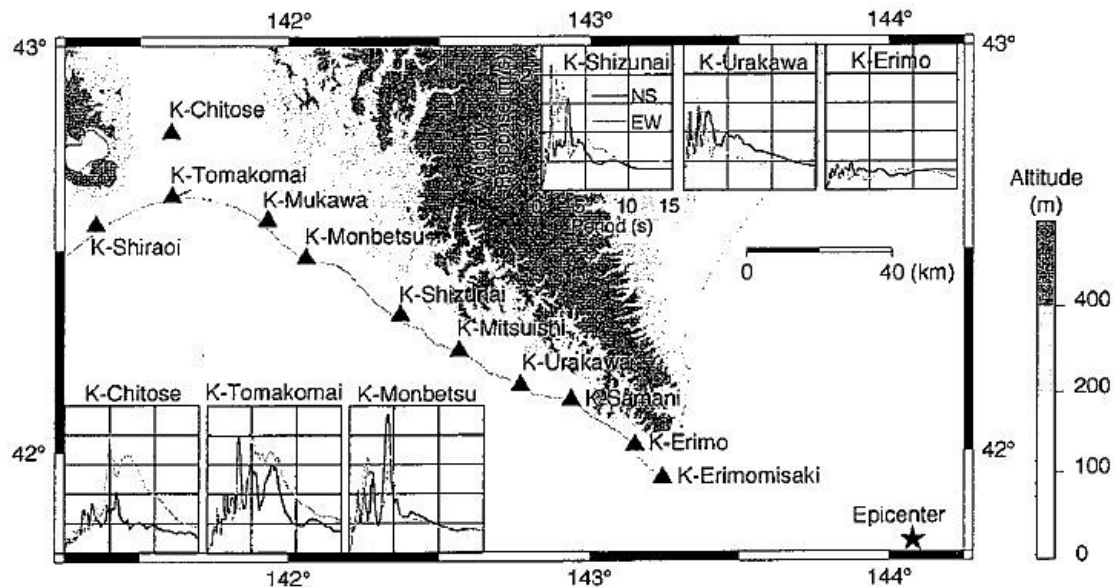 142° 143° 144°
43° 43°
K-Shizunai K-Urakawa K-Erimo
NS
EW
K-Chitose
K-Tomakomai
K-Mukawa
K-Shiraoi
K-Monbetsu
5 10 15
Period (s)
0 40 (km)
Altitude
(m)
400
200
100
0
K-Shizunai
K-Mitsuishi
K-Urakawa
K-Samani
K-Erimo
K-Erimomisaki
K-Chitose K-Tomakomai K-Monbetsu
42° 42°
Epicenter
142° 143° 144°